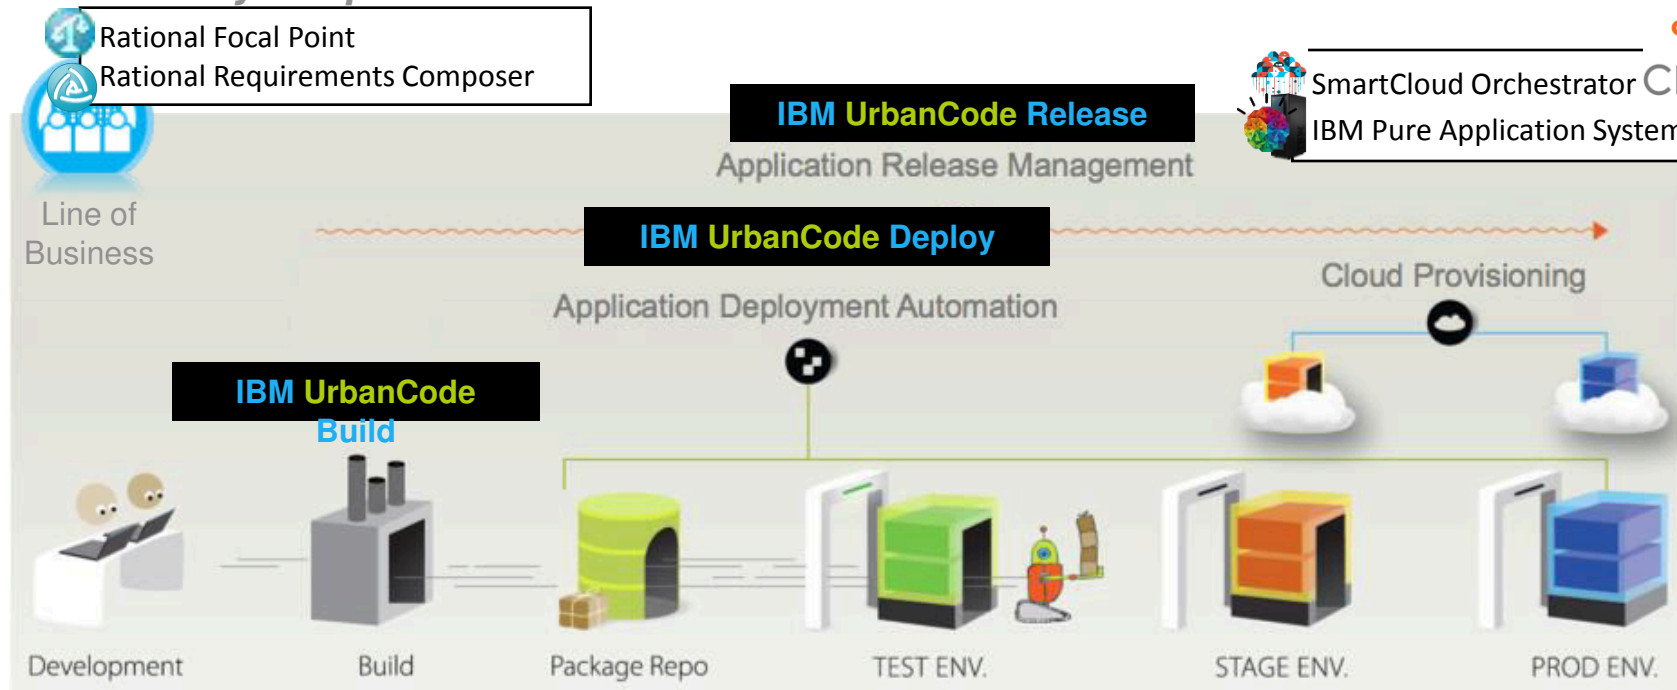 Rational Focal Point
Rational Requirements Composer
SmartCloud Orchestrator
IBM Pure Application System
IBM UrbanCode Release
Application Release Management
Line of
Business
IBM UrbanCode Deploy
Cloud Provisioning
Application Deployment Automation
IBM UrbanCode
Build
Development
Build
Package Repo
TEST ENV.
STAGE ENV.
PROD ENV.